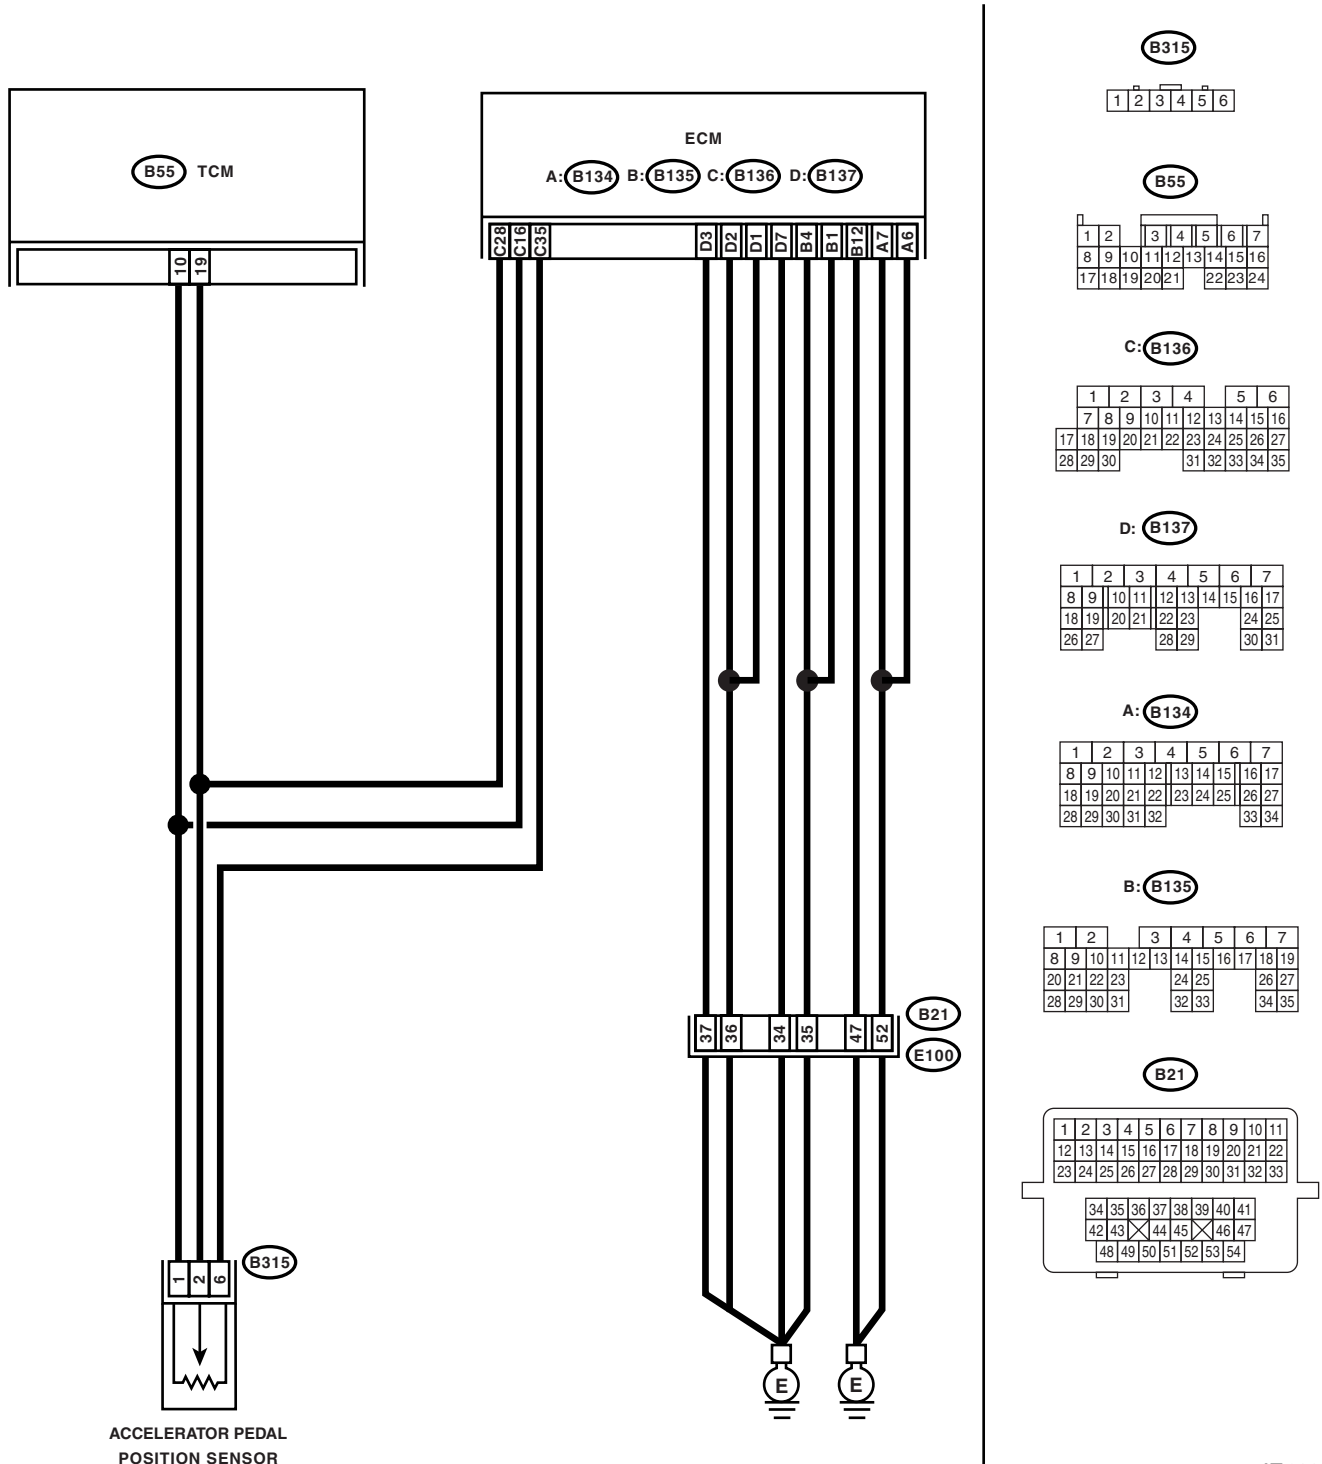 B55 TCM
10 19
ECM
A: B134 B: B135 C: B136 D: B137
C28 C16 C35 D3 D2 D1 D7 B4 B1 B12 A7 A6
37 36 34 35 47 52
B21
E100
B315
1 2 6
E E
ACCELERATOR PEDAL
POSITION SENSOR
B315
1 2 3 4 5 6
B55
1 2 3 4 5 6 7
8 9 10 11 12 13 14 15 16
17 18 19 20 21 22 23 24
C: B136
1 2 3 4 5 6
7 8 9 10 11 12 13 14 15 16
17 18 19 20 21 22 23 24 25 26 27
28 29 30 31 32 33 34 35
D: B137
1 2 3 4 5 6 7
8 9 10 11 12 13 14 15 16 17
18 19 20 21 22 23 24 25
26 27 28 29 30 31
A: B134
1 2 3 4 5 6 7
8 9 10 11 12 13 14 15 16 17
18 19 20 21 22 23 24 25 26 27
28 29 30 31 32 33 34
B: B135
1 2 3 4 5 6 7
8 9 10 11 12 13 14 15 16 17 18 19
20 21 22 23 24 25 26 27
28 29 30 31 32 33 34 35
B21
1 2 3 4 5 6 7 8 9 10 11
12 13 14 15 16 17 18 19 20 21 22
23 24 25 26 27 28 29 30 31 32 33
34 35 36 37 38 39 40 41
42 43 44 45 46 47
48 49 50 51 52 53 54